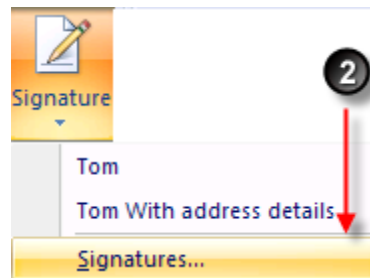 2
Signature
Tom
Tom With address details
Signatures...